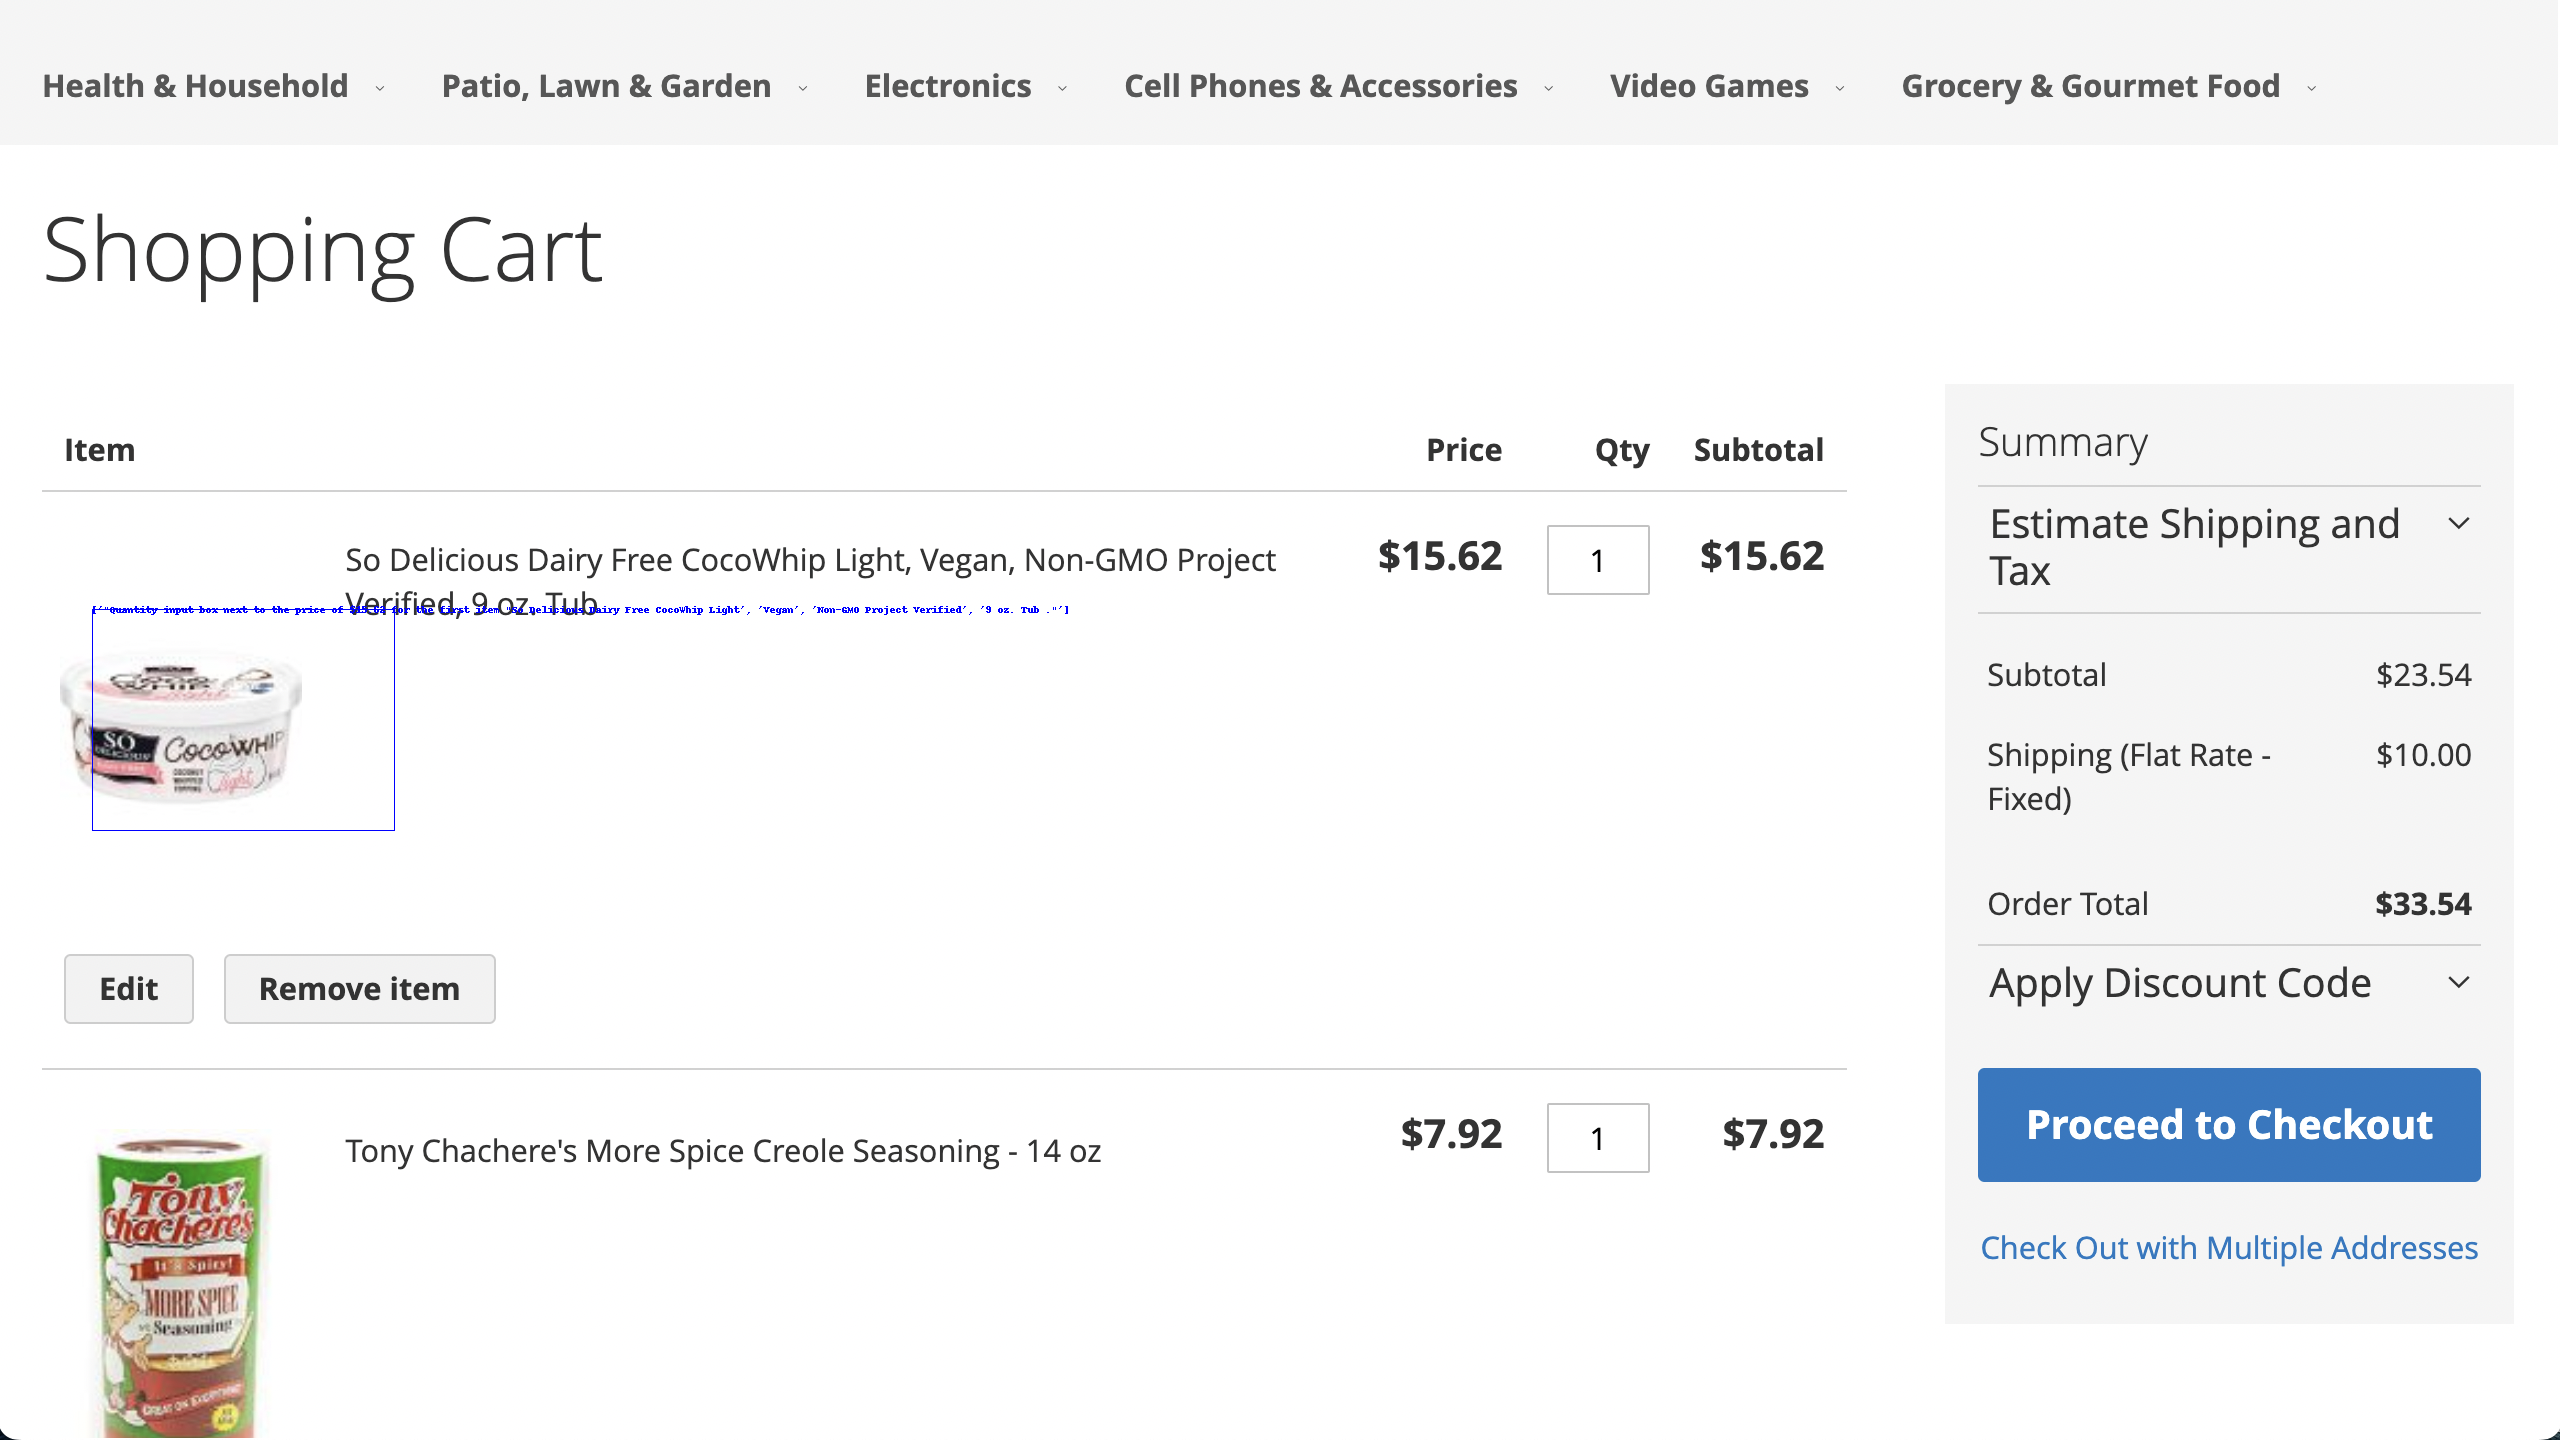 Health & Household
Patio, Lawn & Garden
Electronics
Cell Phones & Accessories
Video Games
Grocery & Gourmet Food
Shopping Cart
Item
Price
Qty
Subtotal
So Delicious Dairy Free CocoWhip Light, Vegan, Non-GMO Project
Verified, 9 oz. Tub
$15.62
1
$15.62
['"Quantity input box next to the price of $15.62 for the first item "So Delicious Dairy Free CocoWhip Light', 'Vegan', 'Non-GMO Project Verified', '9 oz. Tub ."']
COCO
WHIP
light
SO
DELICIOUS
COCOWHIP
COCONUT
WHIPPED
TOPPING
light
Edit
Remove item
Tony Chachere's More Spice Creole Seasoning - 14 oz
$7.92
1
$7.92
Tony
Chachere's
It's Spicy!
MORE SPICE
Seasoning
GREAT ON EVERYTHING
Summary
Estimate Shipping and
Tax
Subtotal
$23.54
Shipping (Flat Rate -
Fixed)
$10.00
Order Total
$33.54
Apply Discount Code
Proceed to Checkout
Check Out with Multiple Addresses